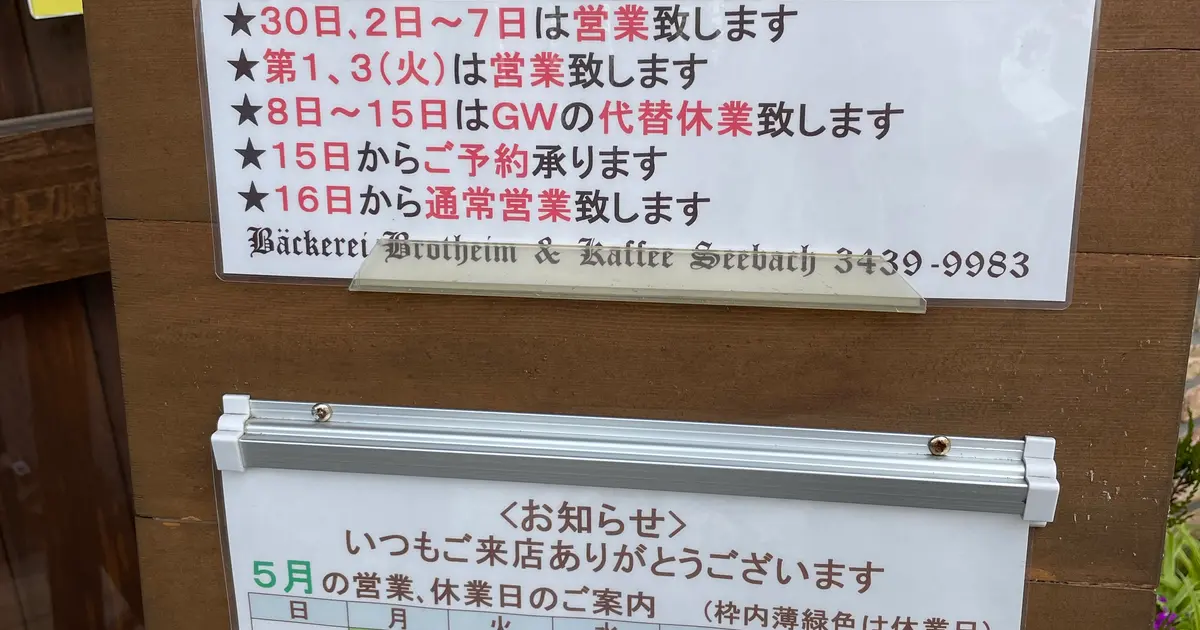 ★30日、2日～7日は営業致します
★第1、3(火)は営業致します
★8日～15日はGWの代替休業致します
★15日からご予約承ります
★16日から通常営業致します
Bäckerei Brotheim & Kaffee Seebach 3439-9983
<お知らせ>
いつもご来店ありがとうございます
5月の営業、休業日のご案内 (枠内薄緑色は休業日)
日 月 火 水